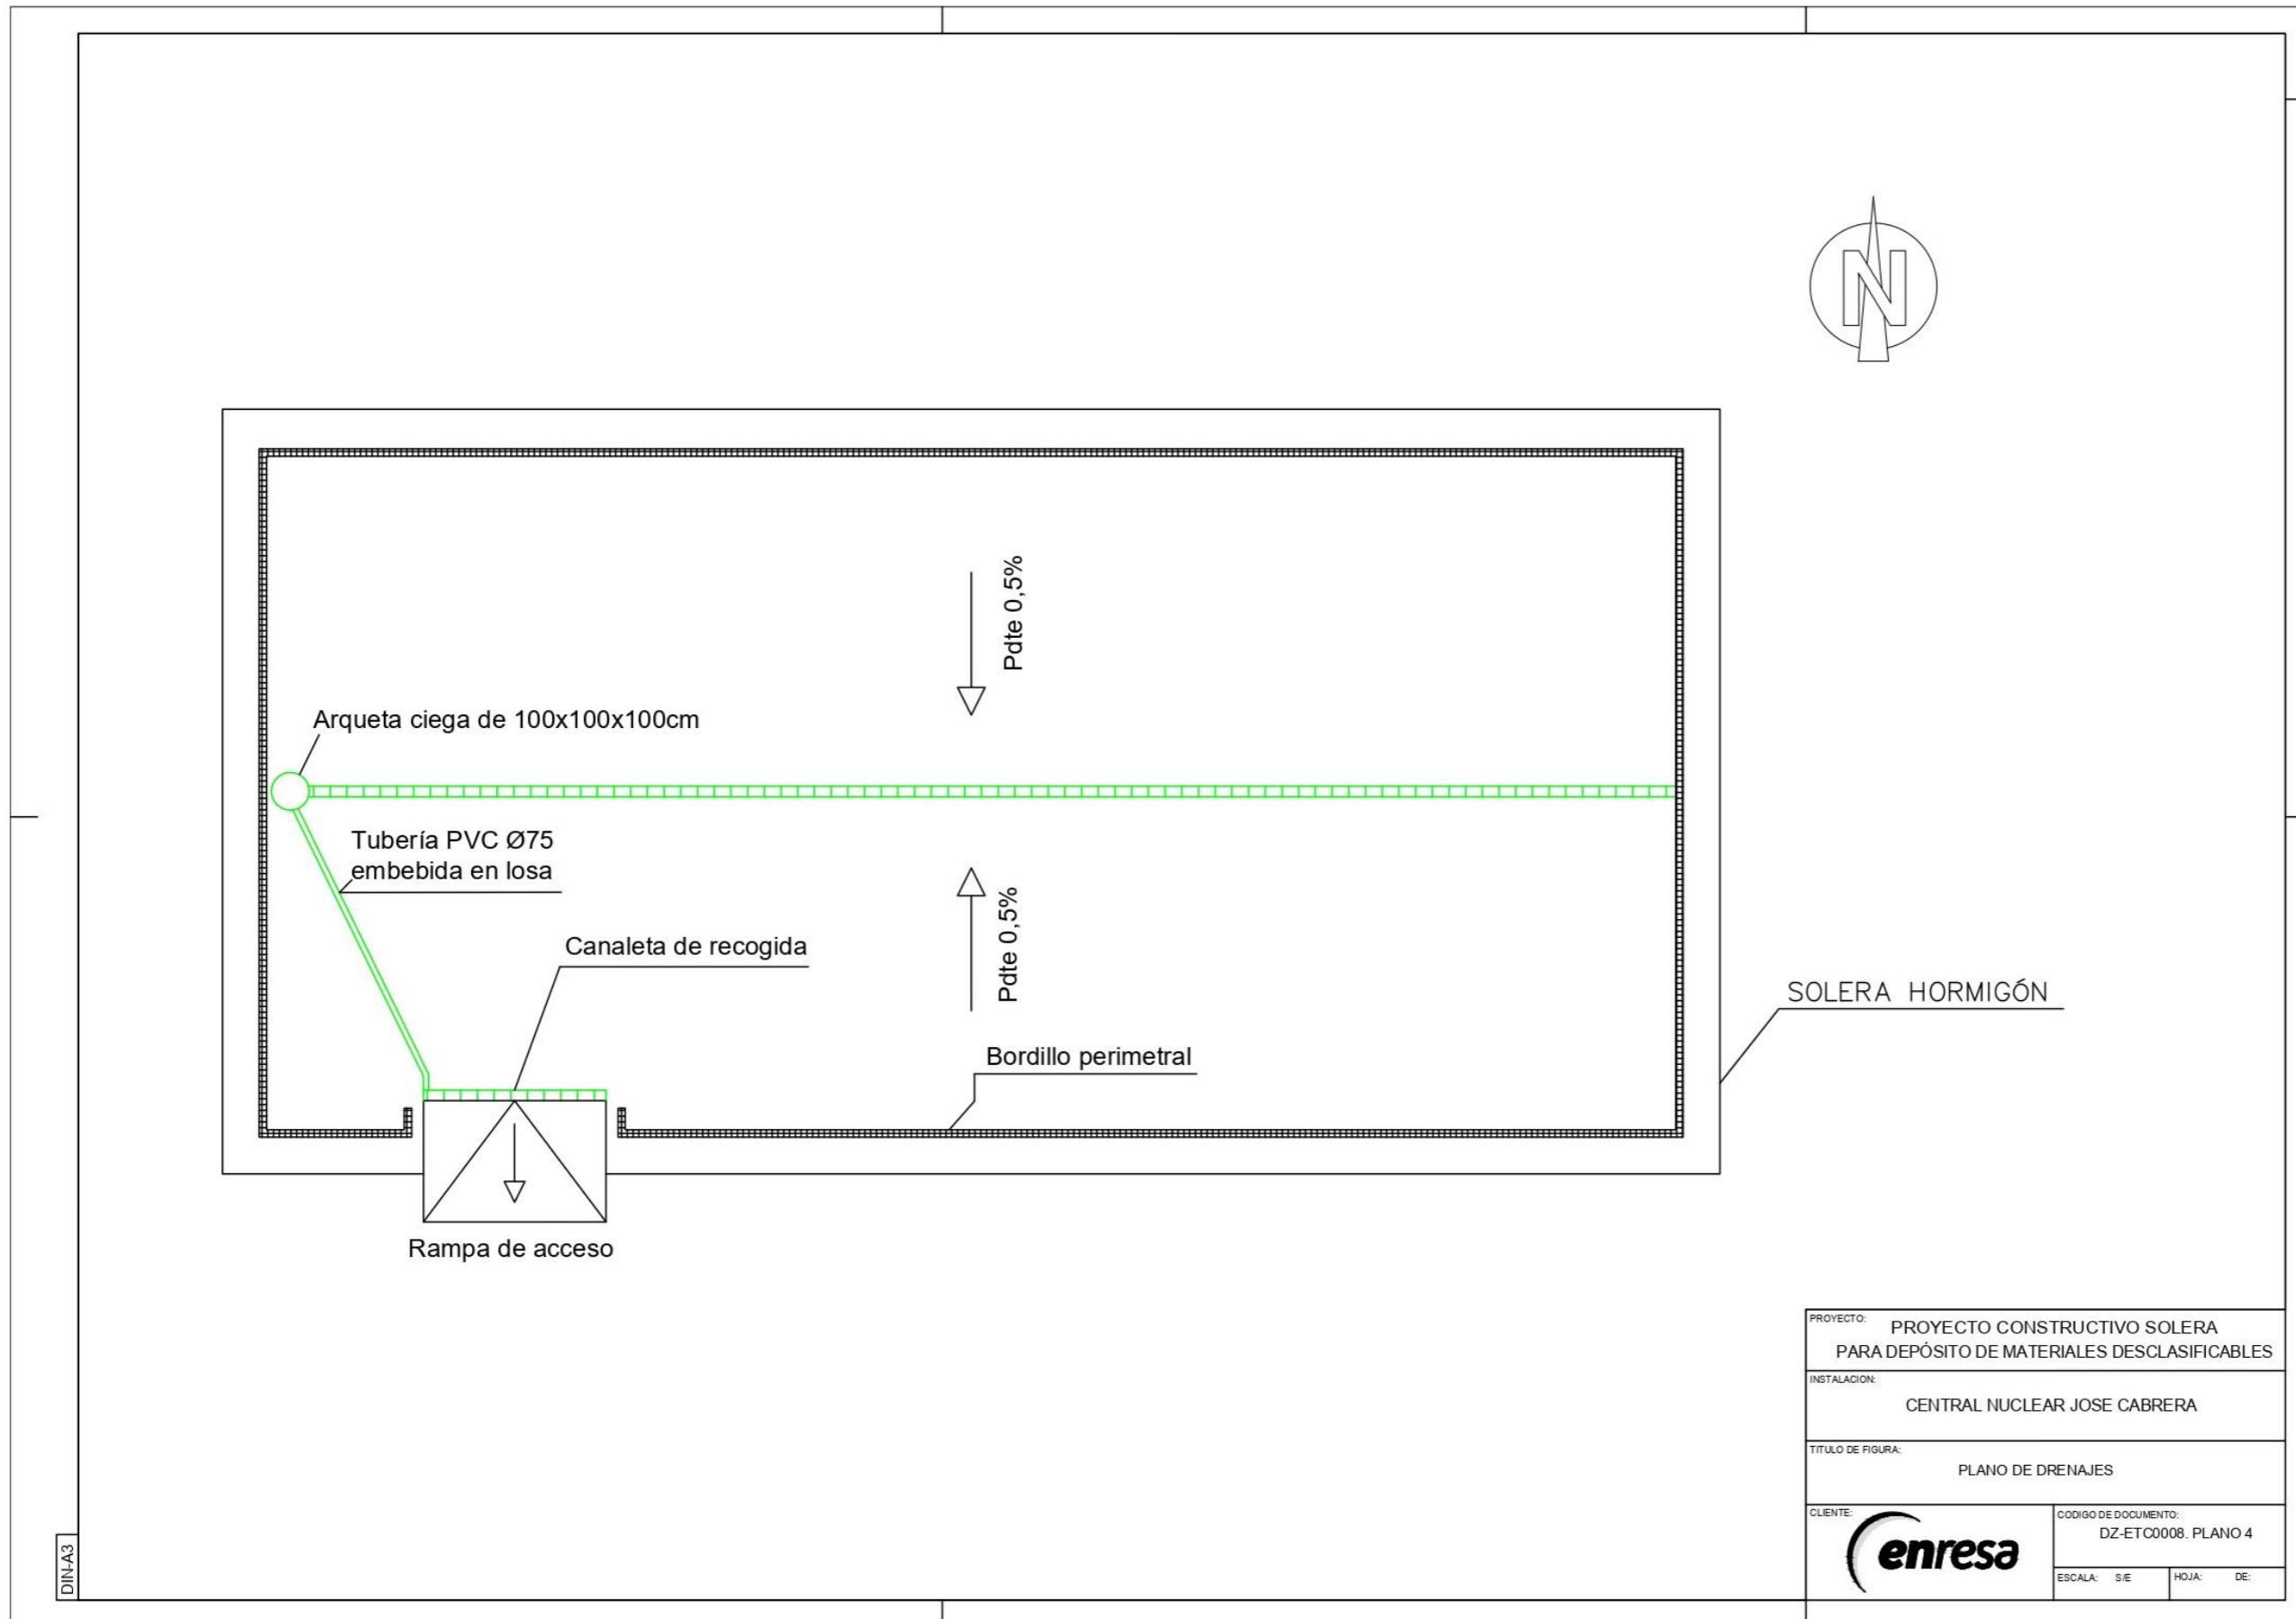 N
Pdte 0,5%
Arqueta ciega de 100x100x100cm
Tubería PVC Ø75
embebida en losa
Canaleta de recogida
Pdte 0,5%
SOLERA HORMIGÓN
Bordillo perimetral
Rampa de acceso
PROYECTO: PROYECTO CONSTRUCTIVO SOLERA
PARA DEPÓSITO DE MATERIALES DESCLASIFICABLES
INSTALACION:
CENTRAL NUCLEAR JOSE CABRERA
TITULO DE FIGURA:
PLANO DE DRENAJES
CLIENTE:
enresa
CODIGO DE DOCUMENTO:
DZ-ETC0008. PLANO 4
ESCALA: S/E
HOJA: DE:
DIN-A3